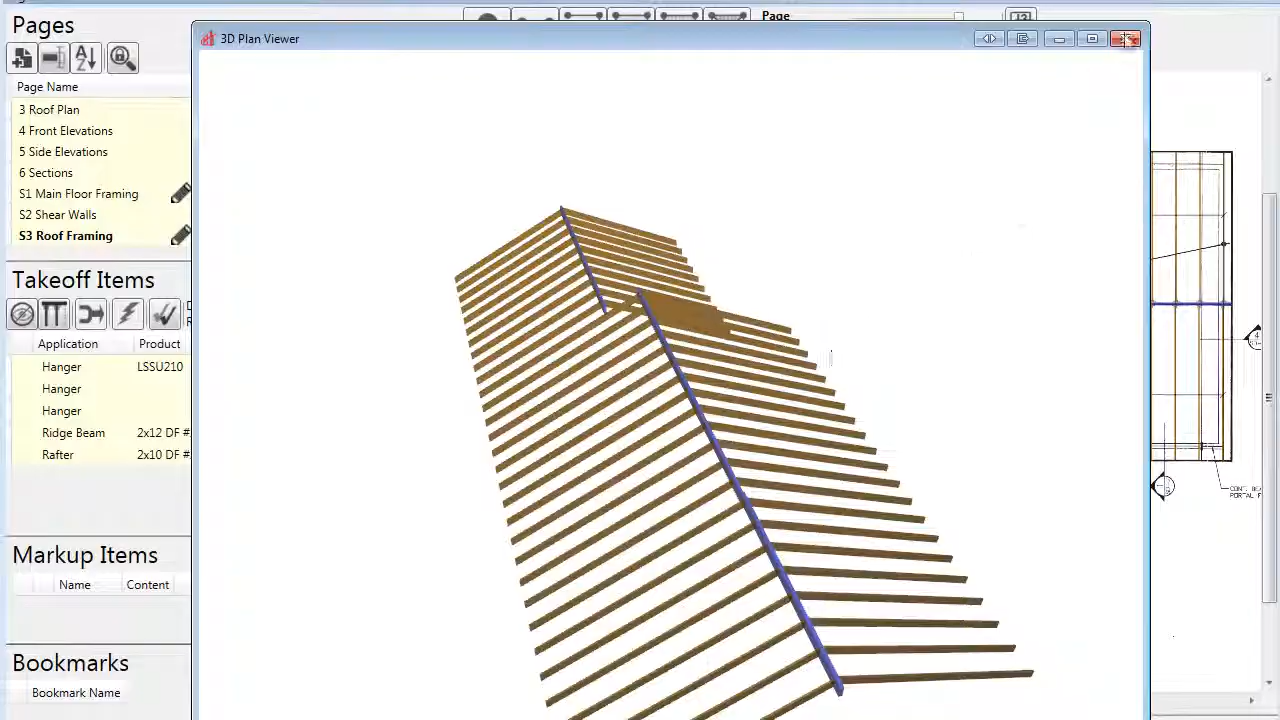 Pages
Page
3D Plan Viewer
Page Name
3 Roof Plan
4 Front Elevations
5 Side Elevations
6 Sections
S1 Main Floor Framing
S2 Shear Walls
S3 Roof Framing
Takeoff Items
Application Product
Hanger LSSU210
Hanger
Hanger
Ridge Beam 2x12 DF #
Rafter 2x10 DF #
Markup Items
Name Content
Bookmarks
Bookmark Name